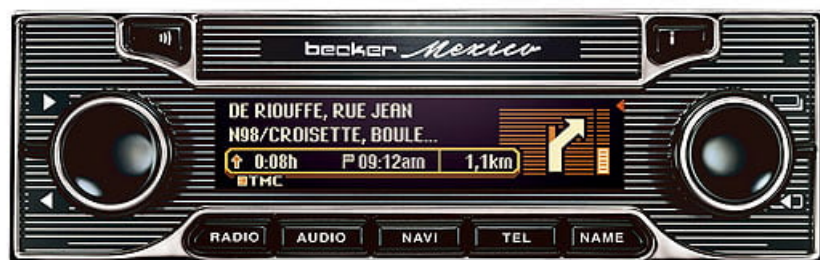 becker Mexico
DE RIOUFFE, RUE JEAN
N98/CROISETTE, BOULE...
0:08h 09:12am 1,1km
TMC
RADIO AUDIO NAVI TEL NAME